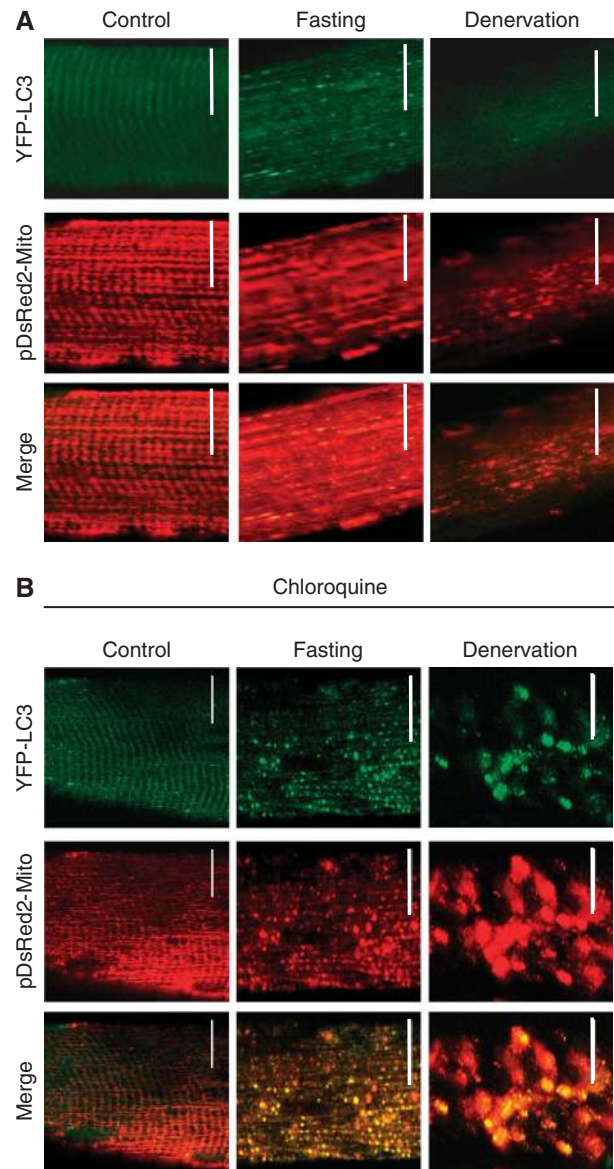 A
Control Fasting Denervation
YFP-LC3
pDsRed2-Mito
Merge
B
Chloroquine
Control Fasting Denervation
YFP-LC3
pDsRed2-Mito
Merge